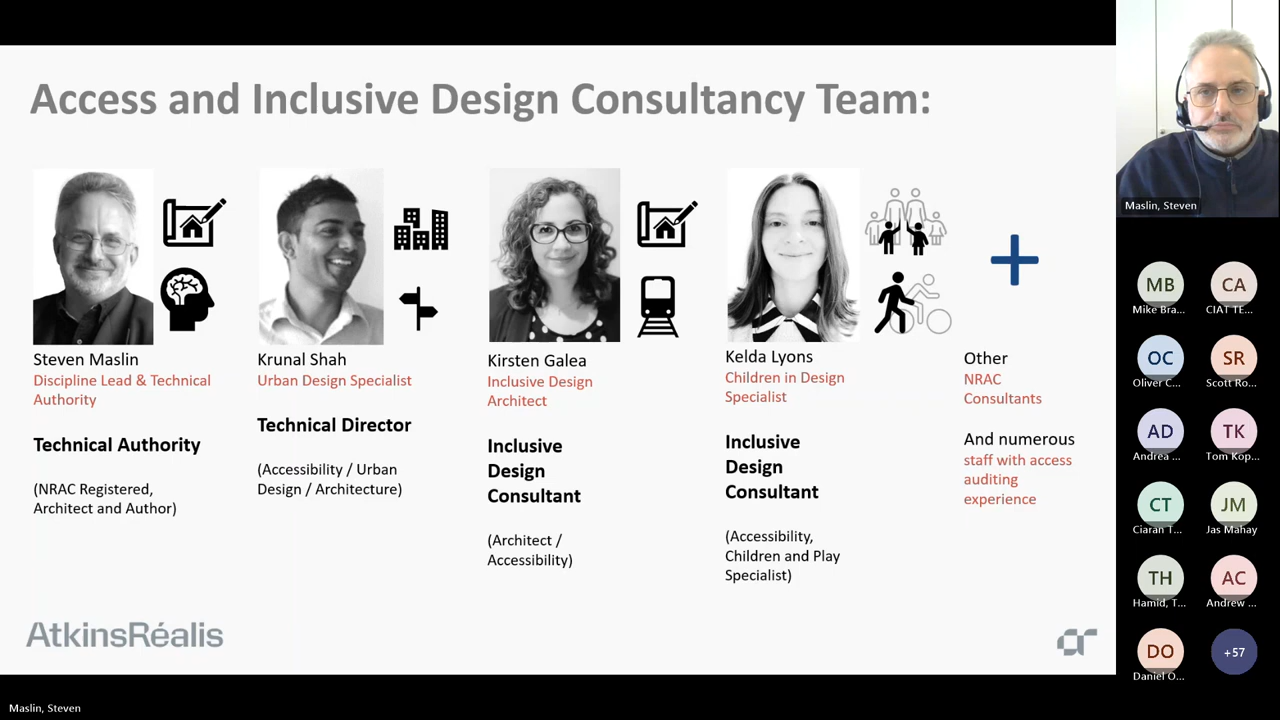 Access and Inclusive Design Consultancy Team:
Steven Maslin
Discipline Lead & Technical
Authority
Technical Authority
(NRAC Registered,
Architect and Author)
Krunal Shah
Urban Design Specialist
Technical Director
(Accessibility / Urban
Design / Architecture)
Kirsten Galea
Inclusive Design
Architect
Inclusive
Design
Consultant
(Architect /
Accessibility)
Kelda Lyons
Children in Design
Specialist
Inclusive
Design
Consultant
(Accessibility,
Children and Play
Specialist)
Other
NRAC
Consultants
And numerous
staff with access
auditing
experience
AtkinsRéalis
Maslin, Steven
MB
Mike Bra...
CA
CIAT TE...
OC
Oliver C...
SR
Scott Ro...
AD
Andrea ...
TK
Tom Kop...
CT
Ciaran T...
JM
Jas Mahay
TH
Hamid, T...
AC
Andrew ...
DO
Daniel O...
+57
Maslin, Steven